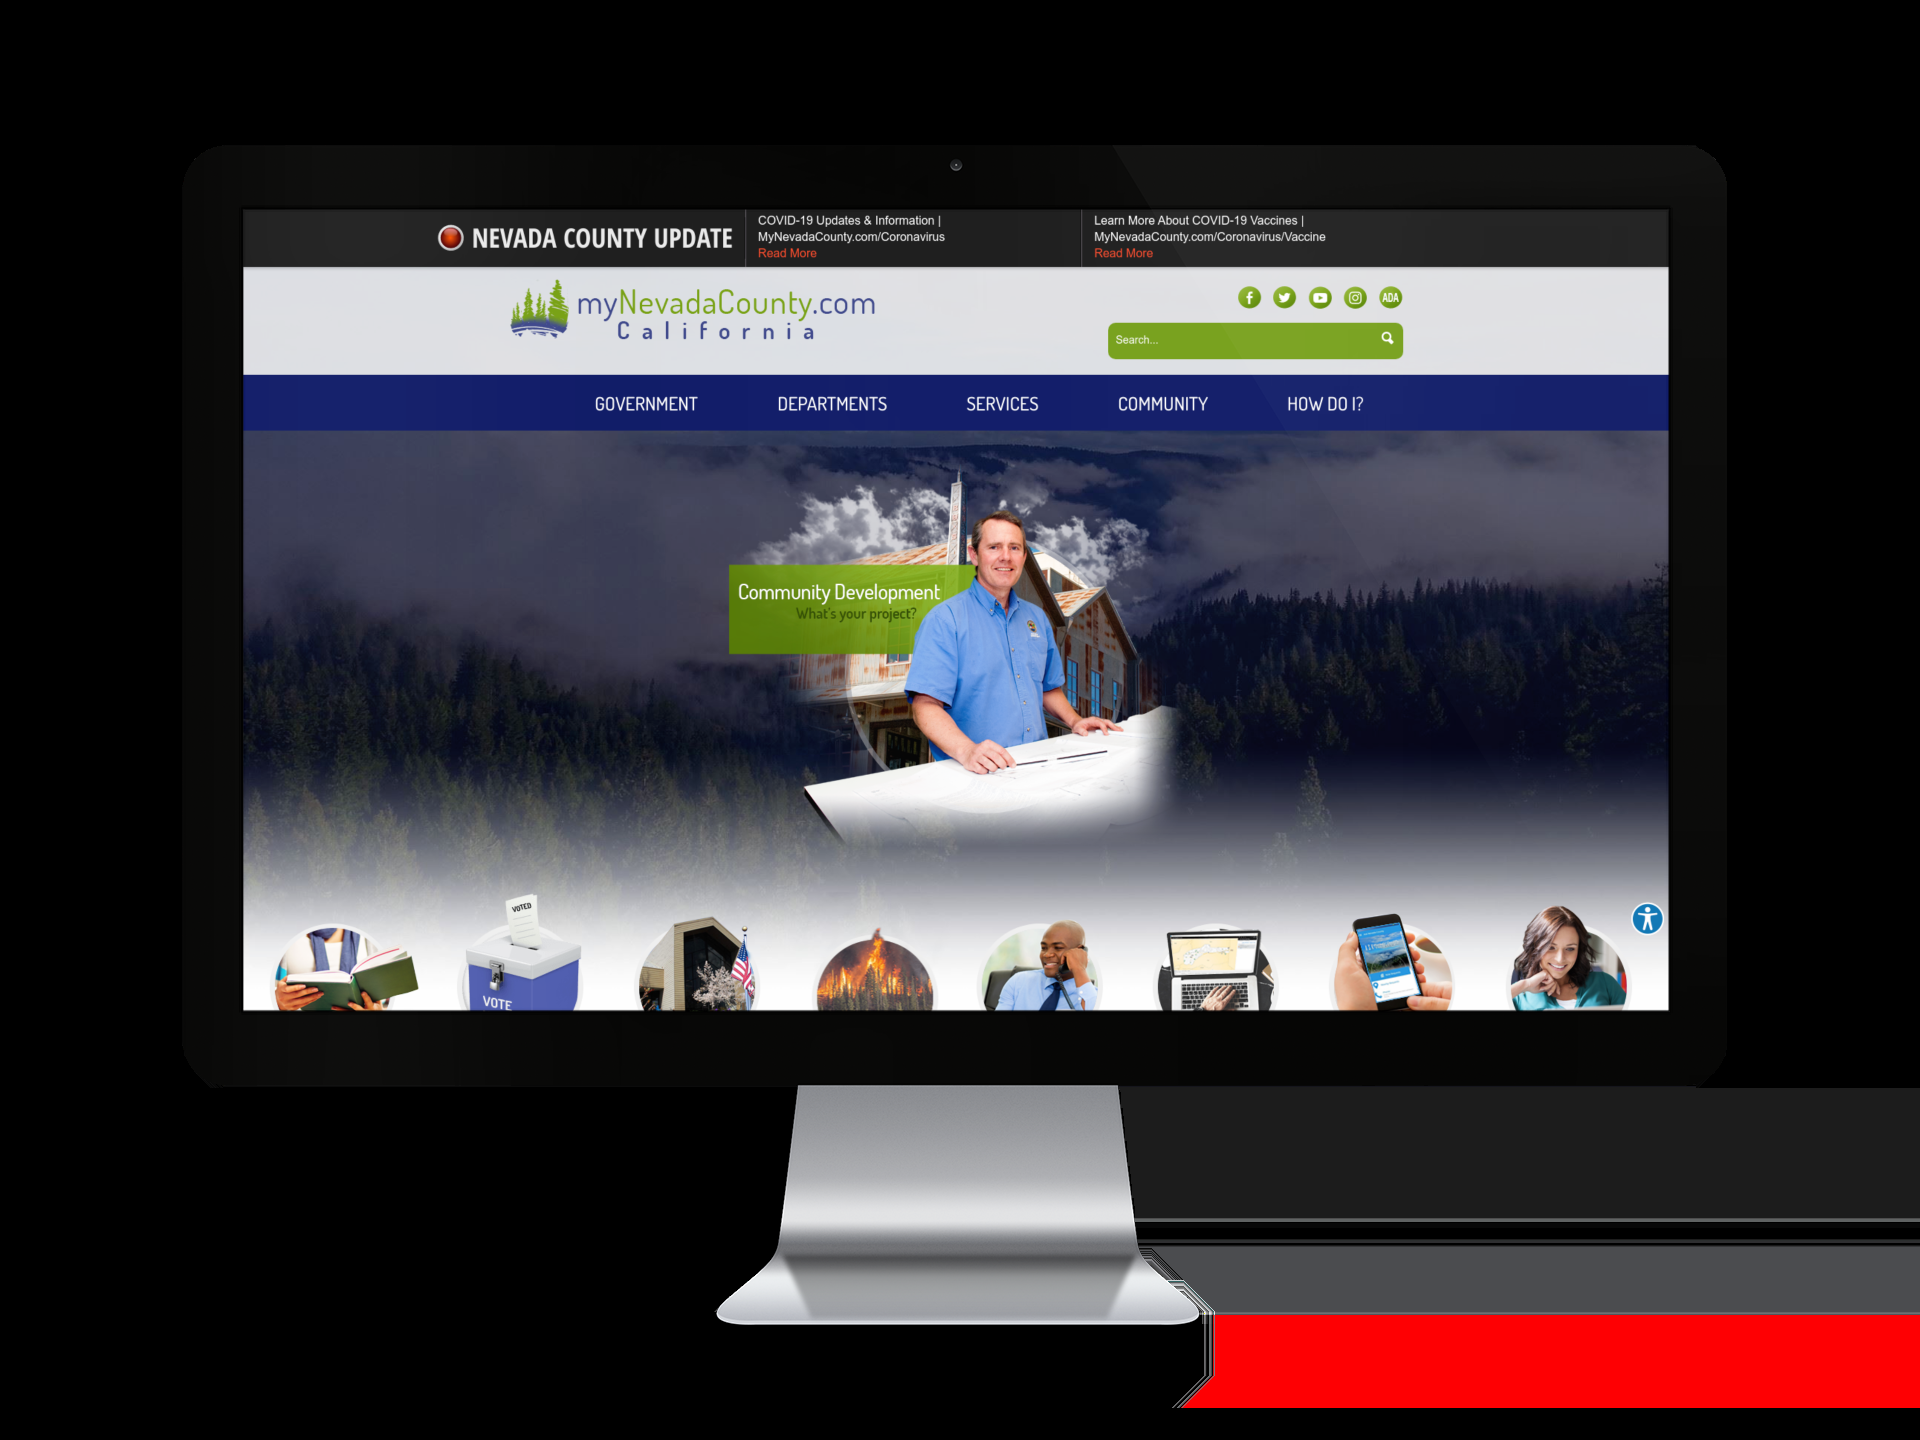 NEVADA COUNTY UPDATE
COVID-19 Updates & Information |
MyNevadaCounty.com/Coronavirus
Read More
Learn More About COVID-19 Vaccines |
MyNevadaCounty.com/Coronavirus/Vaccine
Read More
myNevadaCounty.com
California
ADA
Search...
GOVERNMENT
DEPARTMENTS
SERVICES
COMMUNITY
HOW DO I?
Community Development
What's your project?
VOTED
VOTE